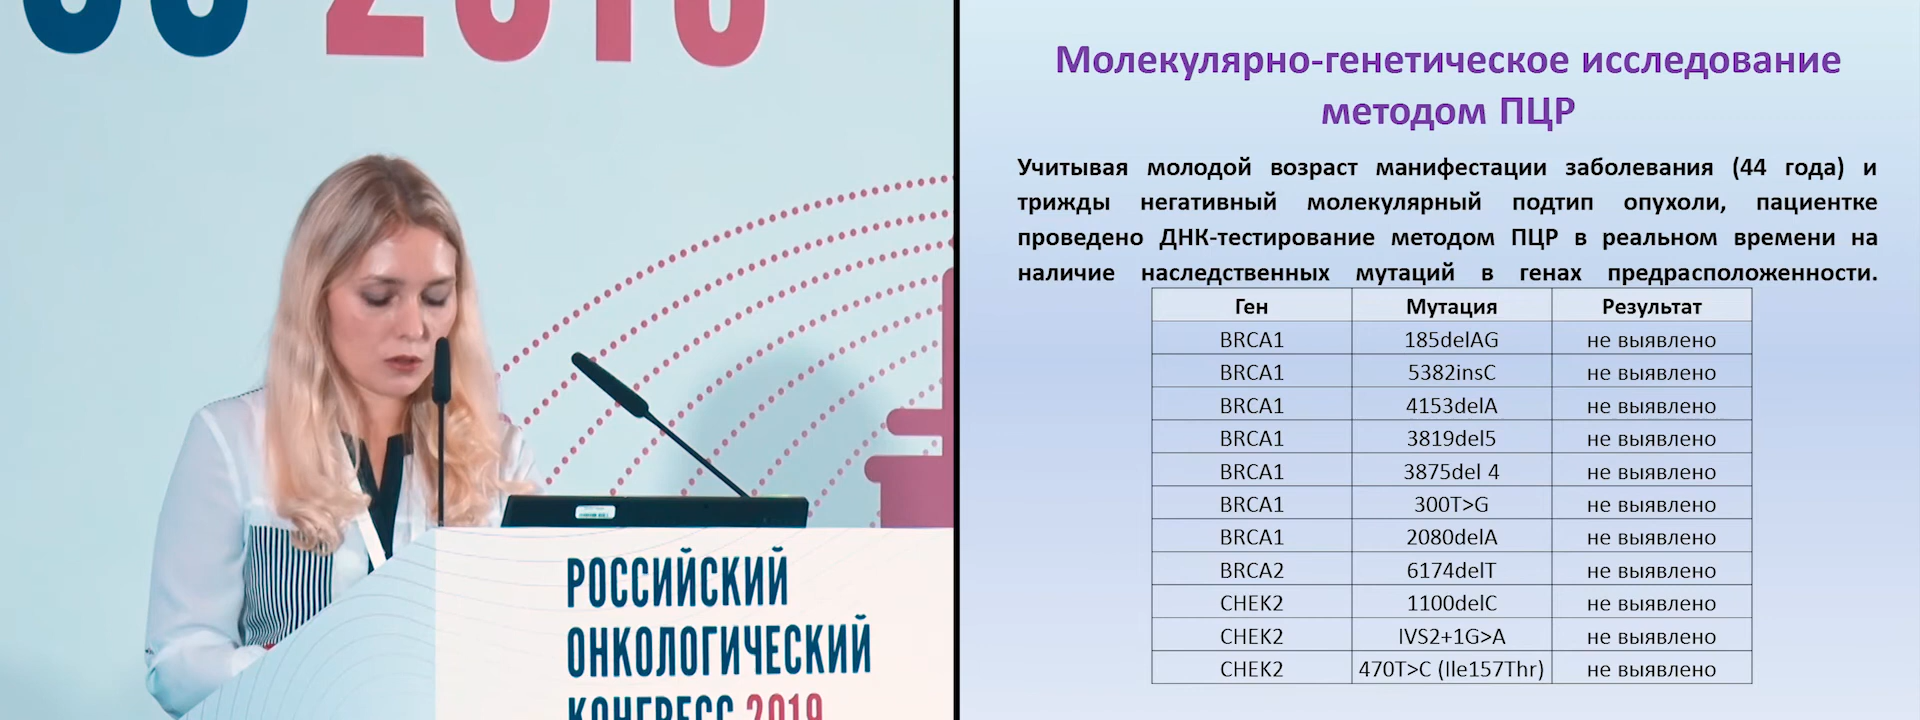 2019
РОССИЙСКИЙ
ОНКОЛОГИЧЕСКИЙ
КОНГРЕСС 2019
Молекулярно-генетическое исследование
методом ПЦР
Учитывая молодой возраст манифестации заболевания (44 года) и
трижды негативный молекулярный подтип опухоли, пациентке
проведено ДНК-тестирование методом ПЦР в реальном времени на
наличие наследственных мутаций в генах предрасположенности.
Ген Мутация Результат
BRCA1 185delAG не выявлено
BRCA1 5382insC не выявлено
BRCA1 4153delA не выявлено
BRCA1 3819del5 не выявлено
BRCA1 3875del 4 не выявлено
BRCA1 300T>G не выявлено
BRCA1 2080delA не выявлено
BRCA2 6174delT не выявлено
CHEK2 1100delC не выявлено
CHEK2 IVS2+1G>A не выявлено
CHEK2 470T>C (Ile157Thr) не выявлено